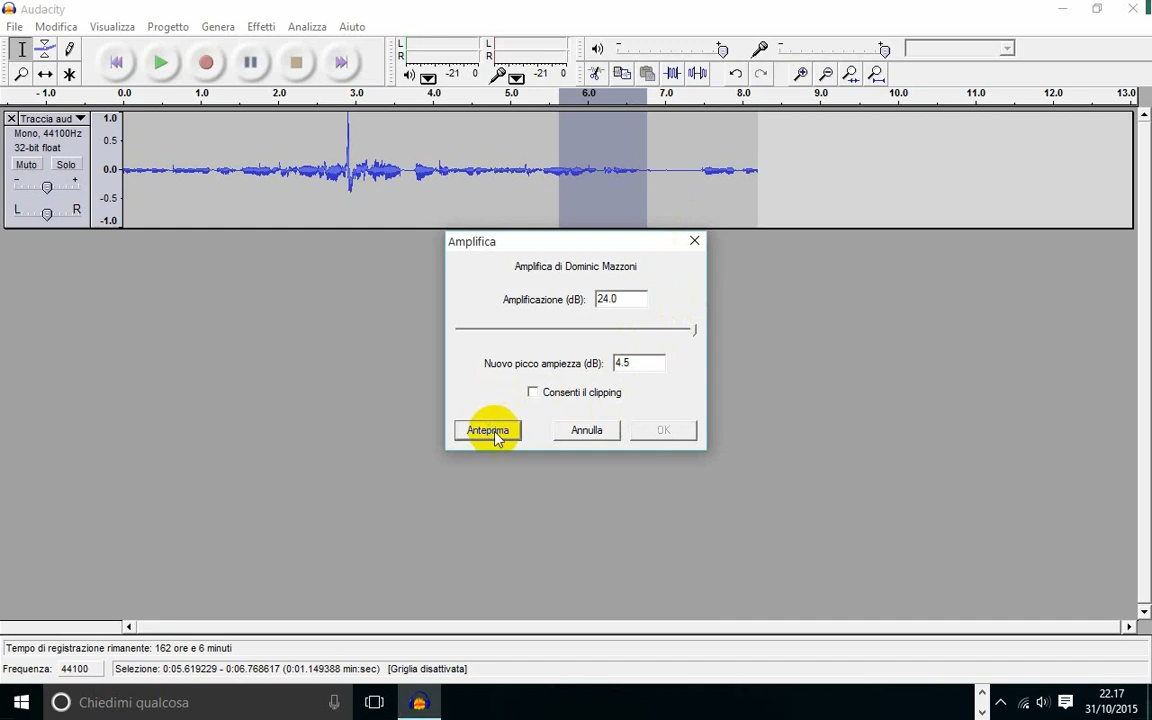 Audacity
File Modifica Visualizza Progetto Genera Effetti Analizza Aiuto
L
R
-21 0
L
R
-21 0
- 1.0 0.0 1.0 2.0 3.0 4.0 5.0 6.0 7.0 8.0 9.0 10.0 11.0 12.0 13.0
Traccia aud
Mono, 44100Hz
32-bit float
Muto Solo
- +
L R
1.0
0.5
0.0
-0.5
-1.0
Amplifica
Amplifica di Dominic Mazzoni
Amplificazione (dB): 24.0
Nuovo picco ampiezza (dB): 4.5
Consenti il clipping
Anteprima Annulla OK
Tempo di registrazione rimanente: 162 ore e 6 minuti
Frequenza: 44100 Selezione: 0:05.619229 - 0:06.768617 (0:01.149388 min:sec) [Griglia disattivata]
Chiedimi qualcosa
22.17
31/10/2015